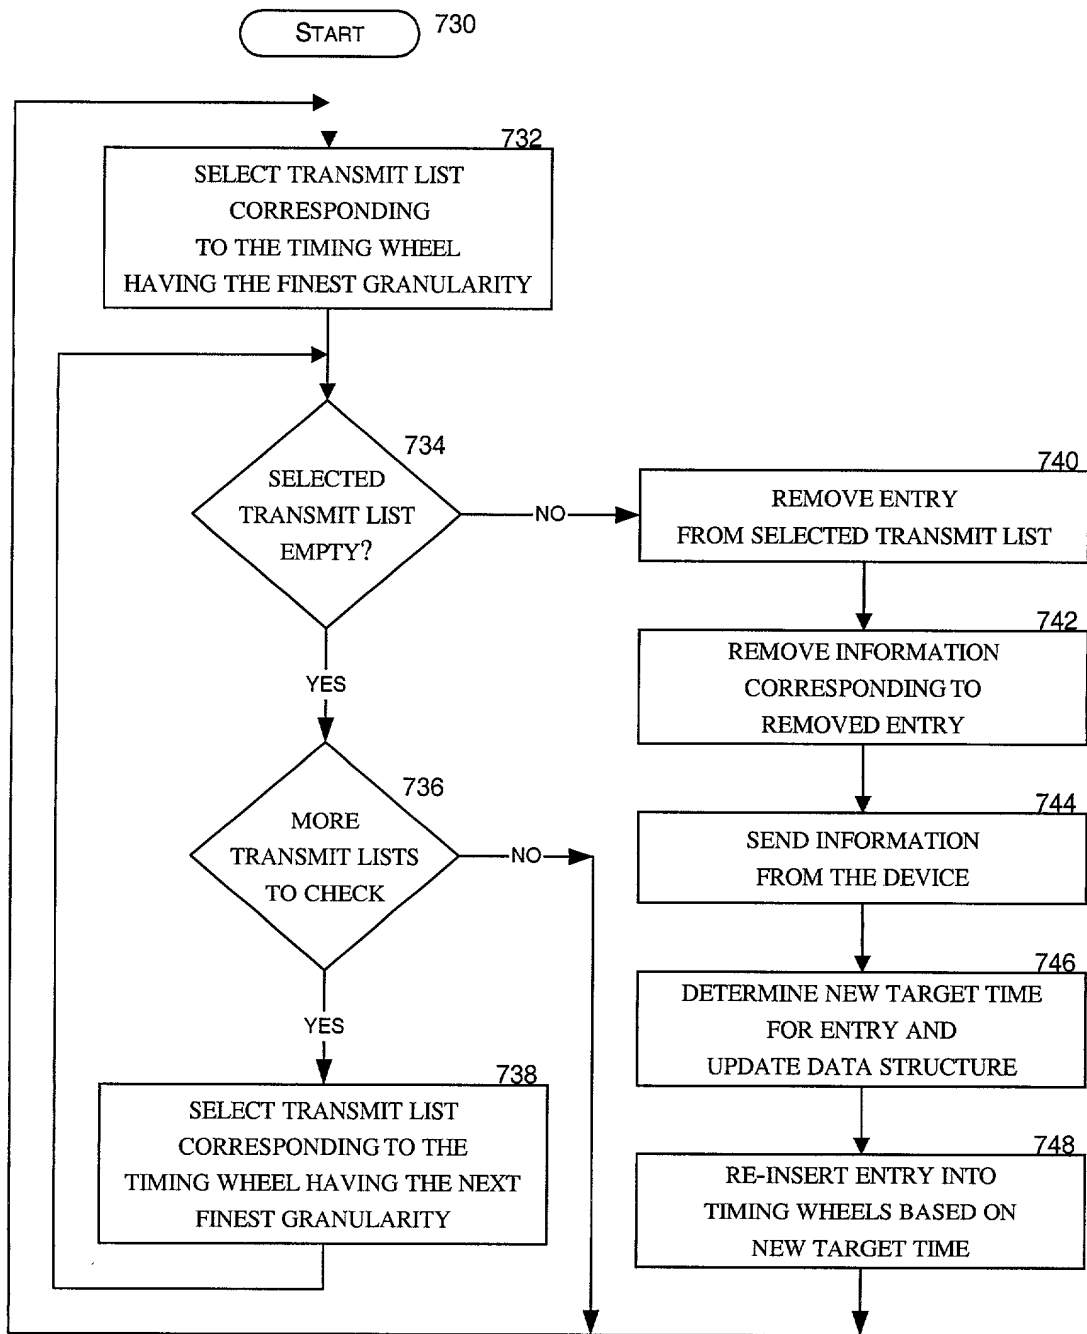 START
730
732
SELECT TRANSMIT LIST
CORRESPONDING
TO THE TIMING WHEEL
HAVING THE FINEST GRANULARITY
734
SELECTED
TRANSMIT LIST
EMPTY?
NO
740
REMOVE ENTRY
FROM SELECTED TRANSMIT LIST
YES
742
REMOVE INFORMATION
CORRESPONDING TO
REMOVED ENTRY
736
MORE
TRANSMIT LISTS
TO CHECK
NO
744
SEND INFORMATION
FROM THE DEVICE
YES
746
DETERMINE NEW TARGET TIME
FOR ENTRY AND
UPDATE DATA STRUCTURE
738
SELECT TRANSMIT LIST
CORRESPONDING TO THE
TIMING WHEEL HAVING THE NEXT
FINEST GRANULARITY
748
RE-INSERT ENTRY INTO
TIMING WHEELS BASED ON
NEW TARGET TIME